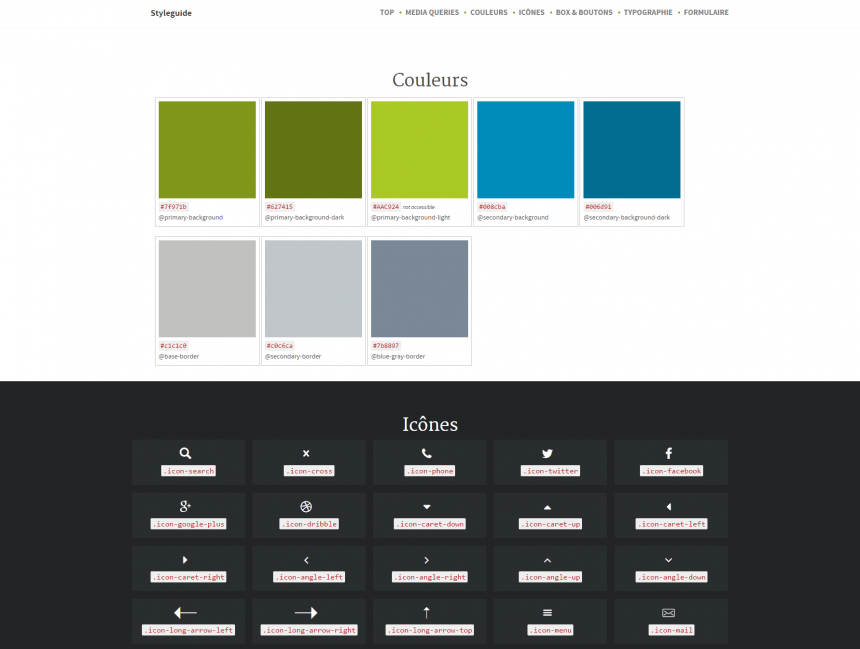 Styleguide
TOP • MEDIA QUERIES • COULEURS • ICÔNES • BOX & BOUTONS • TYPOGRAPHIE • FORMULAIRE
Couleurs
#7f971b #627415 #AAC924 not accessible #008cba #006d91
@primary-background @primary-background-dark @primary-background-light @secondary-background @secondary-background-dark
#c1c1c0 #c0c6ca #7b8897
@base-border @secondary-border @blue-gray-border
Icônes
.icon-search .icon-cross .icon-phone .icon-twitter .icon-facebook
.icon-google-plus .icon-dribble .icon-caret-down .icon-caret-up .icon-caret-left
.icon-caret-right .icon-angle-left .icon-angle-right .icon-angle-up .icon-angle-down
.icon-long-arrow-left .icon-long-arrow-right .icon-long-arrow-top .icon-menu .icon-mail